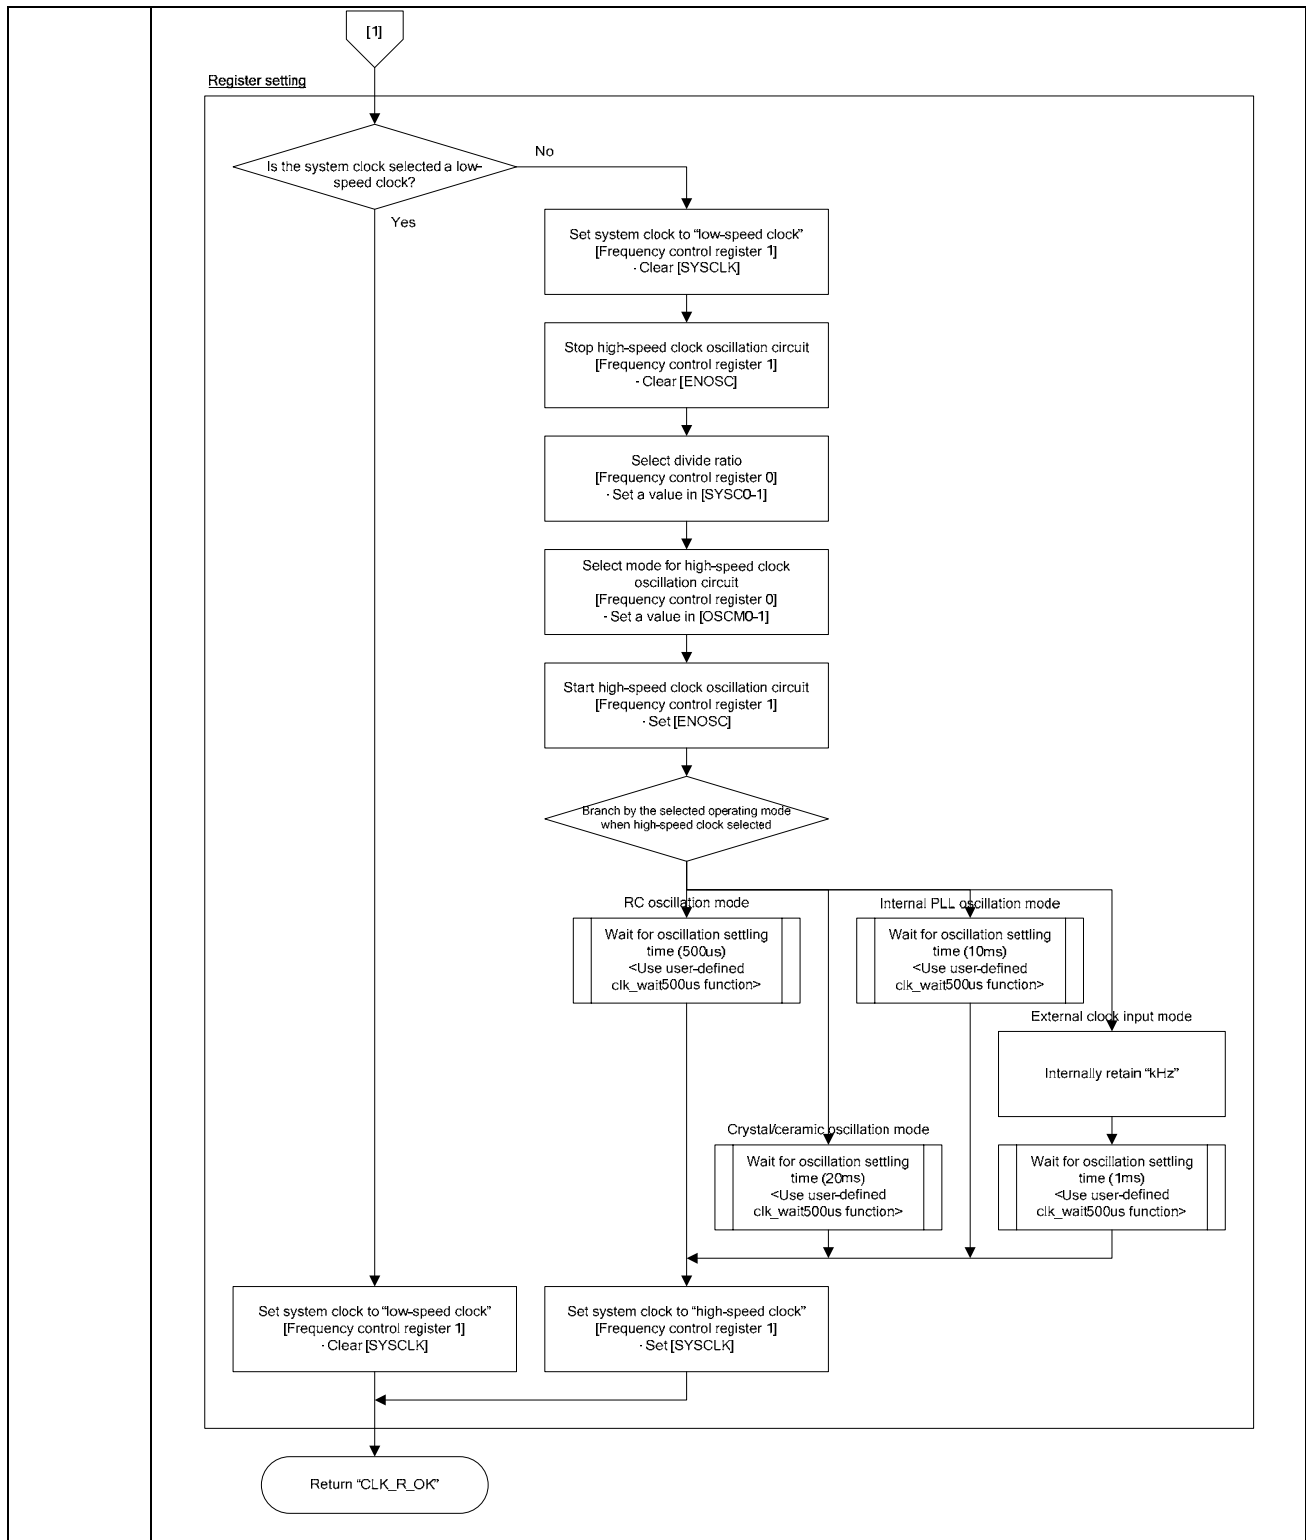 [1]
Register setting
Is the system clock selected a low-
speed clock?
No
Yes
Set system clock to “low-speed clock”
[Frequency control register 1]
- Clear [SYSCLK]
Stop high-speed clock oscillation circuit
[Frequency control register 1]
- Clear [ENOSC]
Select divide ratio
[Frequency control register 0]
- Set a value in [SYSC0-1]
Select mode for high-speed clock
oscillation circuit
[Frequency control register 0]
- Set a value in [OSCM0-1]
Start high-speed clock oscillation circuit
[Frequency control register 1]
- Set [ENOSC]
Branch by the selected operating mode
when high-speed clock selected
RC oscillation mode
Wait for oscillation settling
time (500us)
<Use user-defined
clk_wait500us function>
Internal PLL oscillation mode
Wait for oscillation settling
time (10ms)
<Use user-defined
clk_wait500us function>
External clock input mode
Internally retain “kHz”
Crystal/ceramic oscillation mode
Wait for oscillation settling
time (20ms)
<Use user-defined
clk_wait500us function>
Wait for oscillation settling
time (1ms)
<Use user-defined
clk_wait500us function>
Set system clock to “low-speed clock”
[Frequency control register 1]
- Clear [SYSCLK]
Set system clock to “high-speed clock”
[Frequency control register 1]
- Set [SYSCLK]
Return “CLK_R_OK”